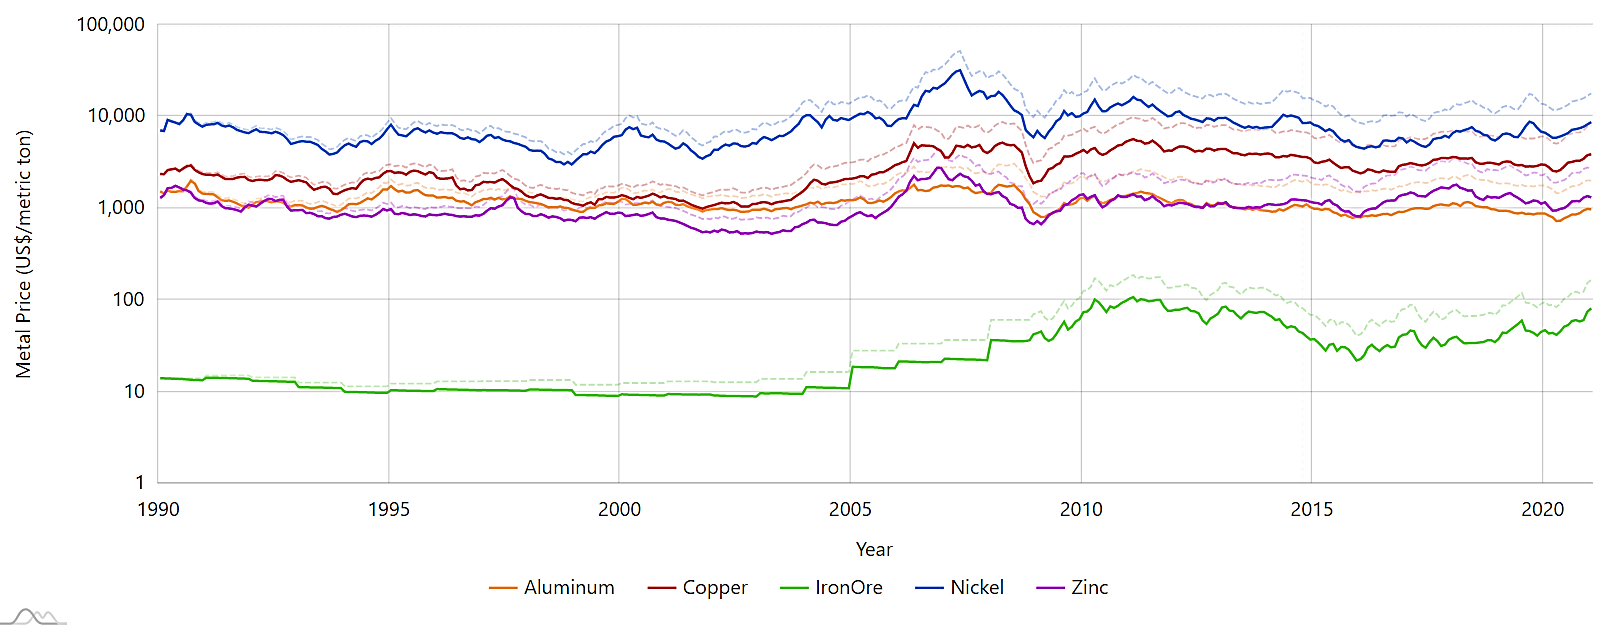 100,000
10,000
1,000
100
10
1
Metal Price (US$/metric ton)
1990 1995 2000 2005 2010 2015 2020
Year
Aluminum Copper IronOre Nickel Zinc